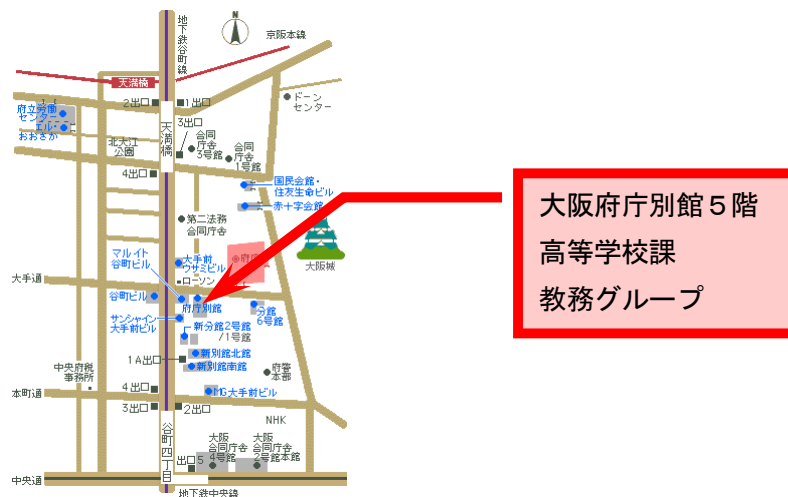 N
地下鉄谷町線
京阪本線
天満橋
2出口
1出口
ドーン
センター
府立労働
センター
エル・
おおさか
3出口
天満橋
合同
庁舎
3号館
合同
庁舎
1号館
北大江
公園
4出口
国民会館・
住友生命ビル
赤十字会館
大阪府庁別館5階
高等学校課
教務グループ
第二法務
合同庁舎
マルイト
谷町ビル
大手前
ウサミビル
大阪城
大手通
ローソン
谷町ビル
府庁別館
分館
6号館
サンシャイン
大手前ビル
新分館2号館
/1号館
1A出口
新別館北館
新別館南館
中央府税
事務所
府警
本部
4出口
本町通
MG大手前ビル
3出口
2出口
NHK
谷町四丁目
大阪
合同庁舎
4号館
大阪
合同庁舎
2号館本館
出口5
中央通
地下鉄中央線